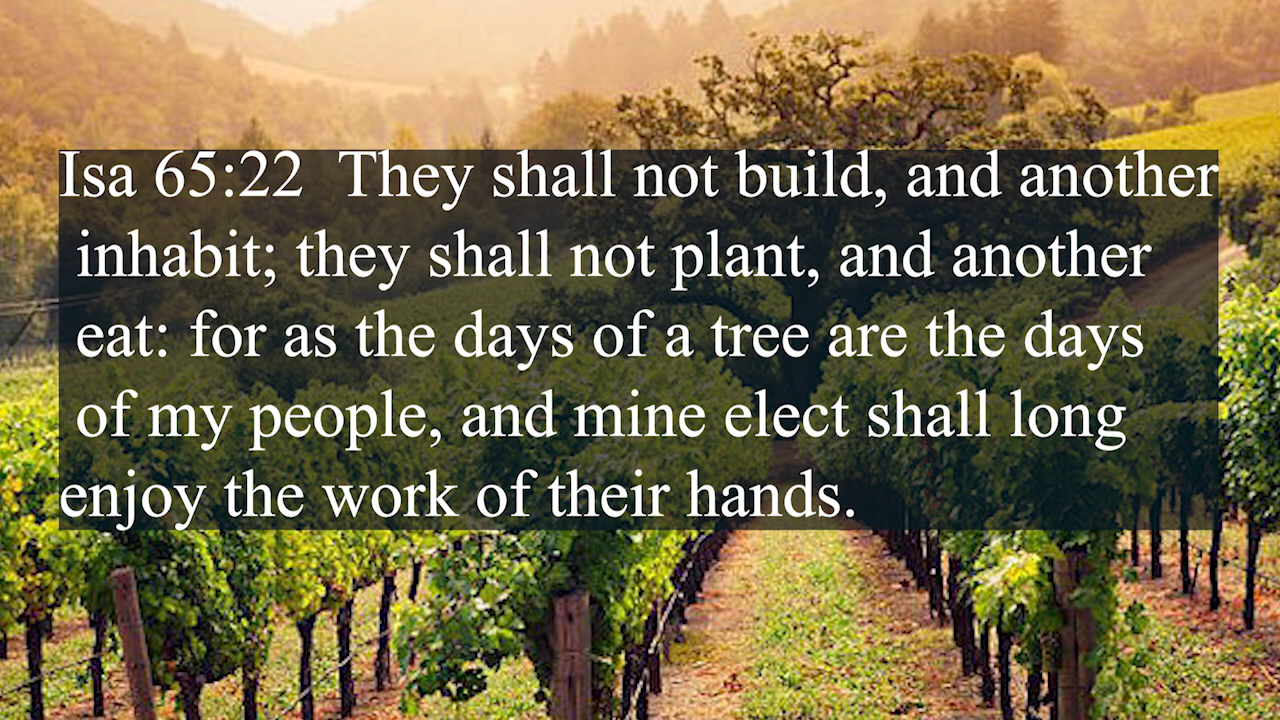 Isa 65:22  They shall not build, and another
inhabit; they shall not plant, and another
eat: for as the days of a tree are the days
of my people, and mine elect shall long
enjoy the work of their hands.